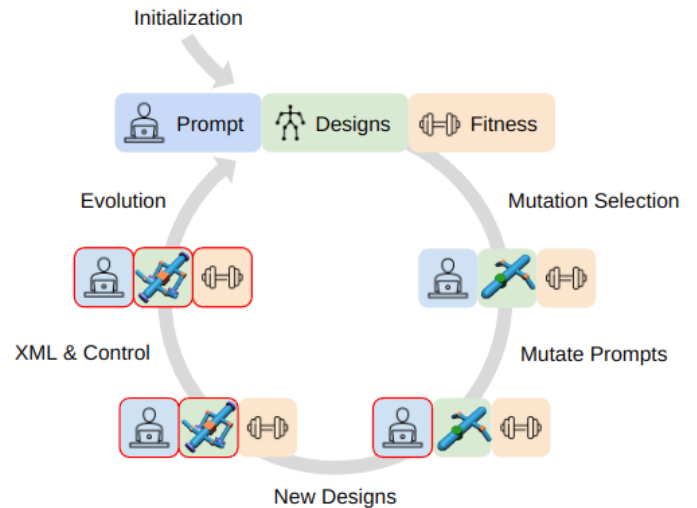 Initialization
Prompt
Designs
Fitness
Evolution
Mutation Selection
XML & Control
Mutate Prompts
New Designs